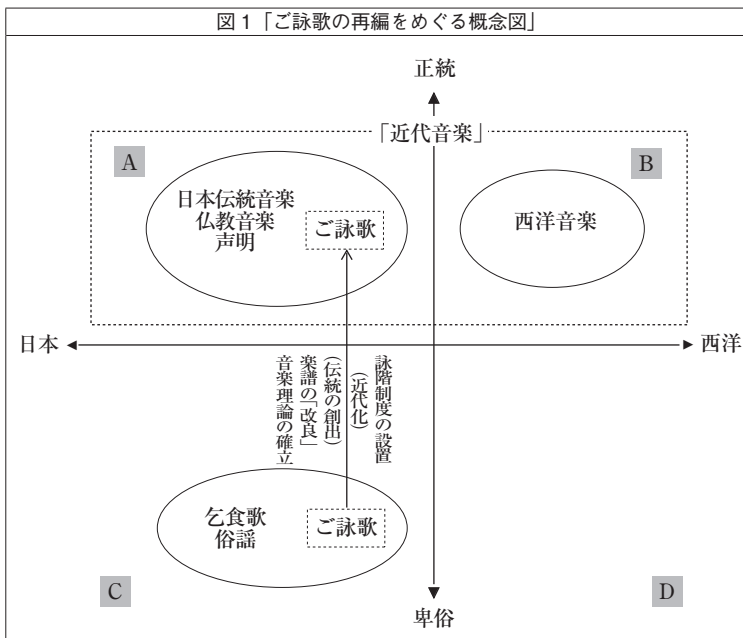 図1「ご詠歌の再編をめぐる概念図」
正統
「近代音楽」
A
B
日本伝統音楽
仏教音楽
声明
ご詠歌
西洋音楽
日本
西洋
詠階制度の設置
(近代化)
(伝統の創出)
楽譜の「改良」
音楽理論の確立
乞食歌
俗謡
ご詠歌
C
D
卑俗